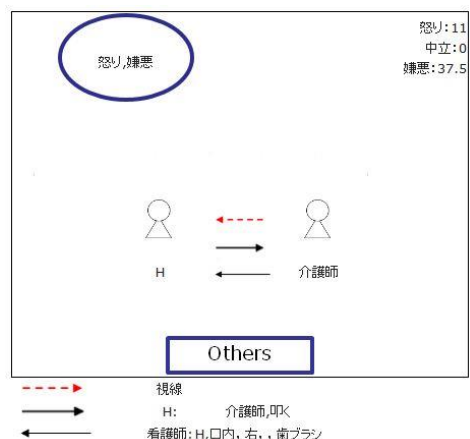 怒り:11
中立:0
嫌悪:37.5
怒り,嫌悪
H
介護師
Others
視線
H: 介護師,叩く
看護師: H,口内, 右, , 歯ブラシ